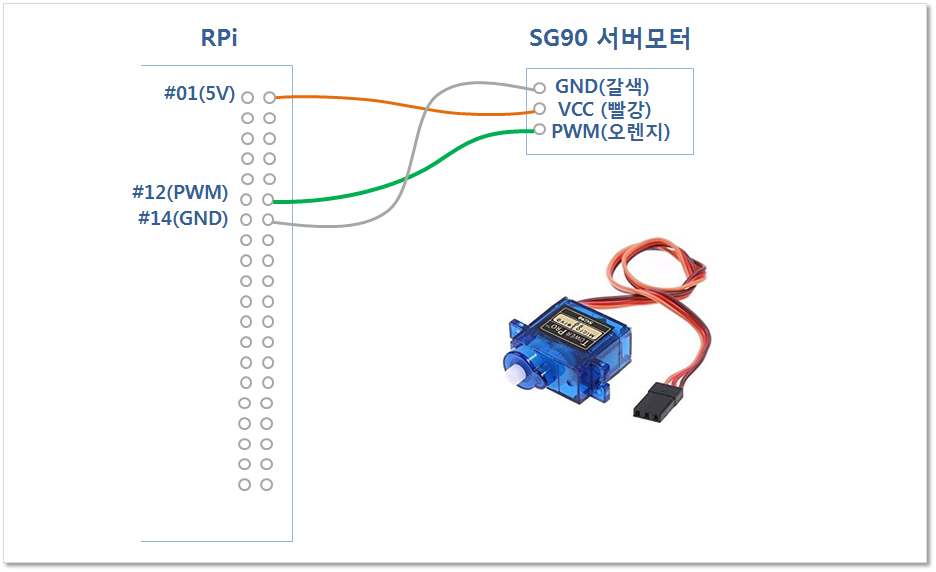 RPi
SG90 서버모터
#01(5V)
GND(갈색)
VCC (빨강)
PWM(오렌지)
#12(PWM)
#14(GND)
TOWER PRO
MICRO SERVO